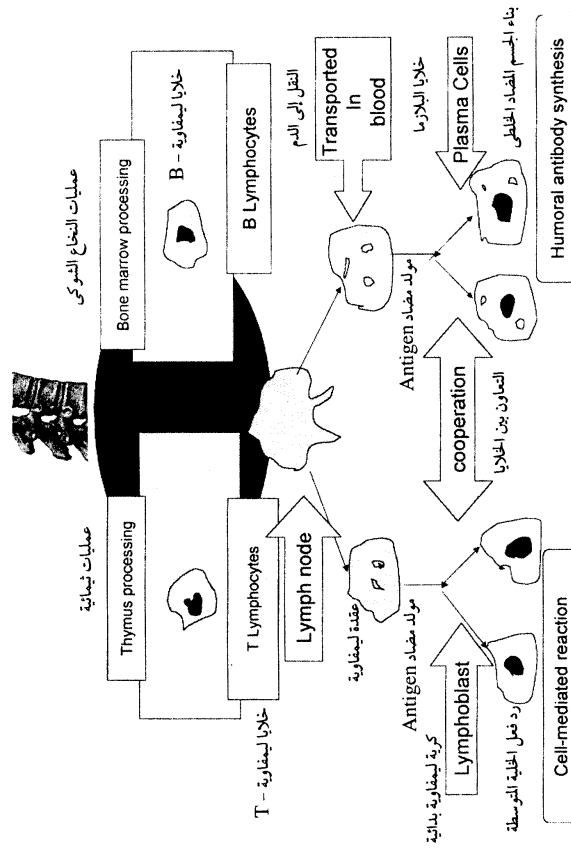 عمليات ثيمائية
Thymus processing
عمليات النخاع الشوكى
Bone marrow processing
T – خلايا ليمفاوية
T Lymphocytes
B – خلايا ليمفاوية
B Lymphocytes
Lymph node
عقدة ليمفاوية
النقل إلى الدم
Transported
In
blood
مولد مضاد Antigen
مولد مضاد Antigen
كرية ليمفاوية بدائية
Lymphoblast
cooperation
التعاون بين الخلايا
خلايا البلازما
Plasma Cells
رد فعل الخلية المتوسطة
Cell-mediated reaction
بناء الجسم المضاد الخلطى
Humoral antibody synthesis